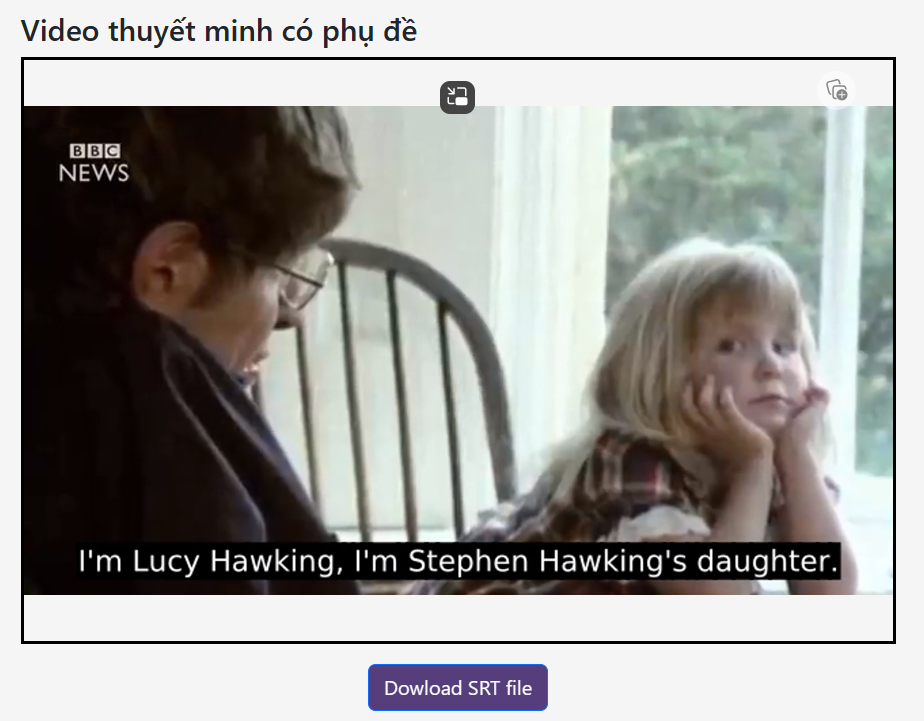 Video thuyết minh có phụ đề
BBC
NEWS
I'm Lucy Hawking, I'm Stephen Hawking's daughter.
Dowload SRT file